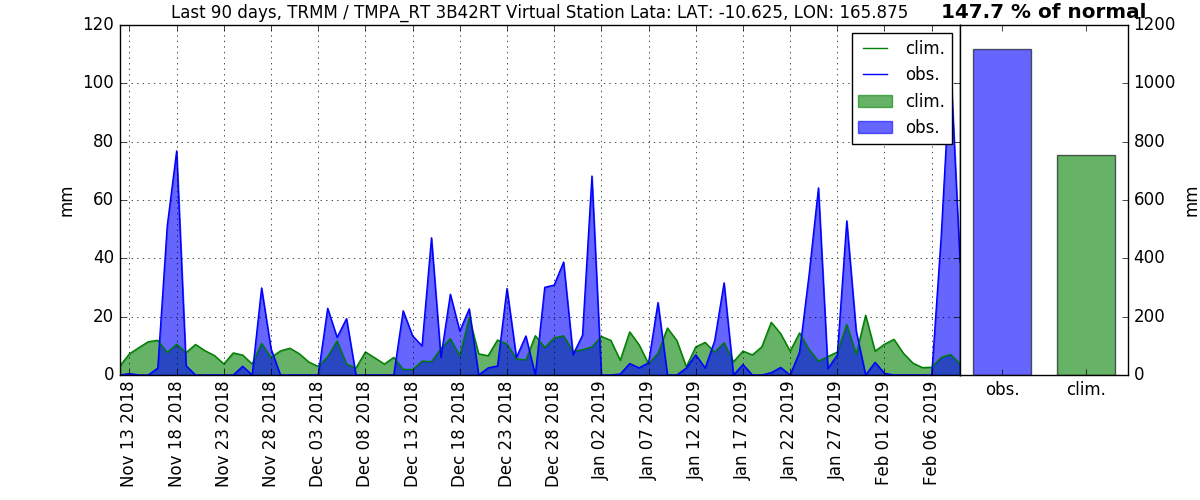 Last 90 days, TRMM / TMPA_RT 3B42RT Virtual Station Lata: LAT: -10.625, LON: 165.875
147.7 % of normal
clim.
obs.
clim.
obs.
mm
120
100
80
60
40
20
0
1200
1000
800
600
400
200
0
mm
Nov 13 2018
Nov 18 2018
Nov 23 2018
Nov 28 2018
Dec 03 2018
Dec 08 2018
Dec 13 2018
Dec 18 2018
Dec 23 2018
Dec 28 2018
Jan 02 2019
Jan 07 2019
Jan 12 2019
Jan 17 2019
Jan 22 2019
Jan 27 2019
Feb 01 2019
Feb 06 2019
obs.
clim.